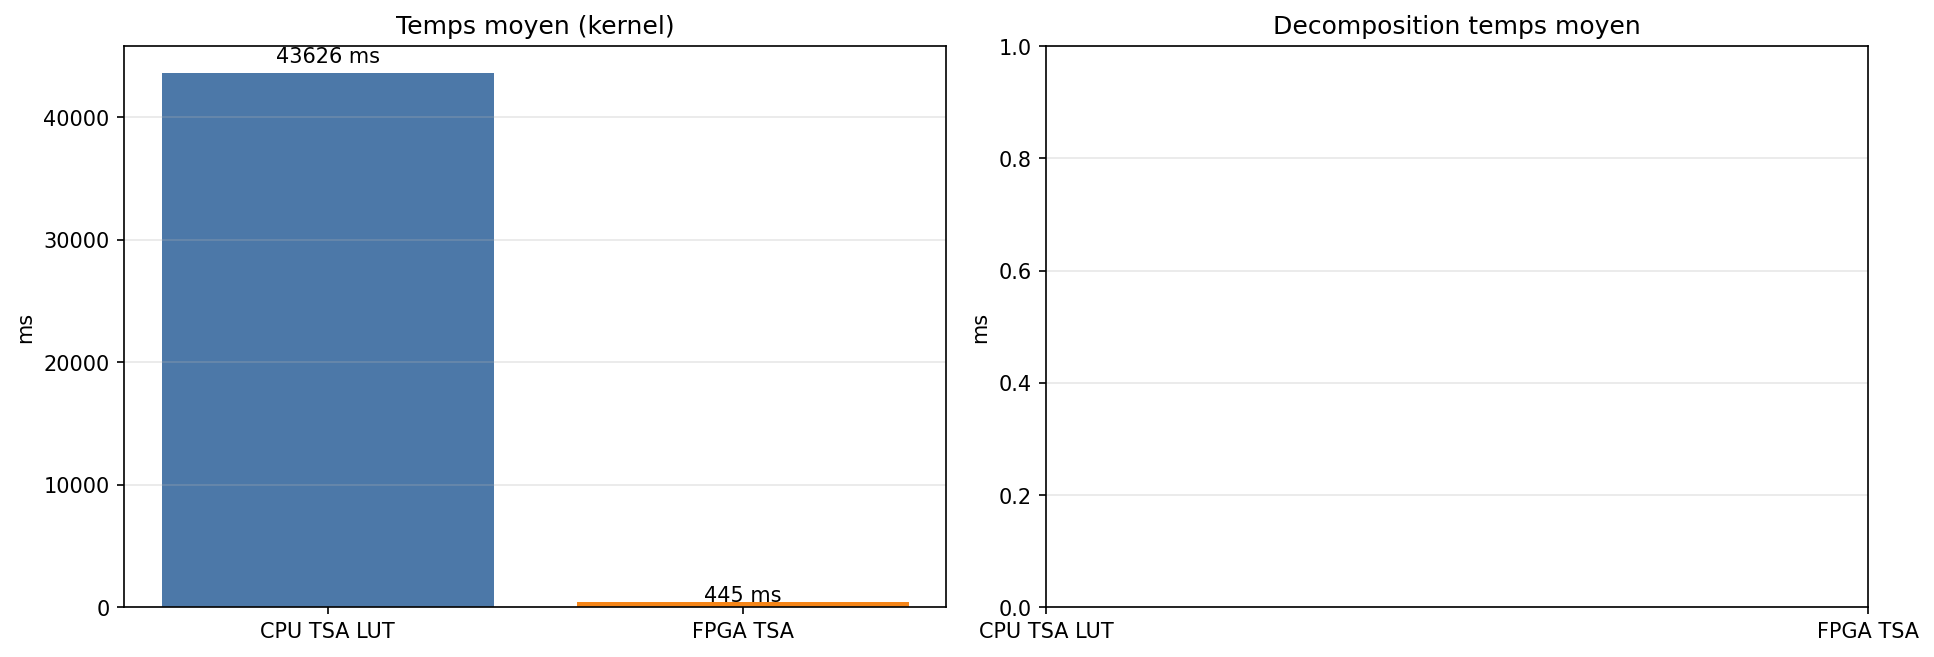 Temps moyen (kernel)
43626 ms
40000
30000
20000
10000
0
ms
445 ms
CPU TSA LUT
FPGA TSA
Decomposition temps moyen
1.0
0.8
0.6
0.4
0.2
0.0
ms
CPU TSA LUT
FPGA TSA